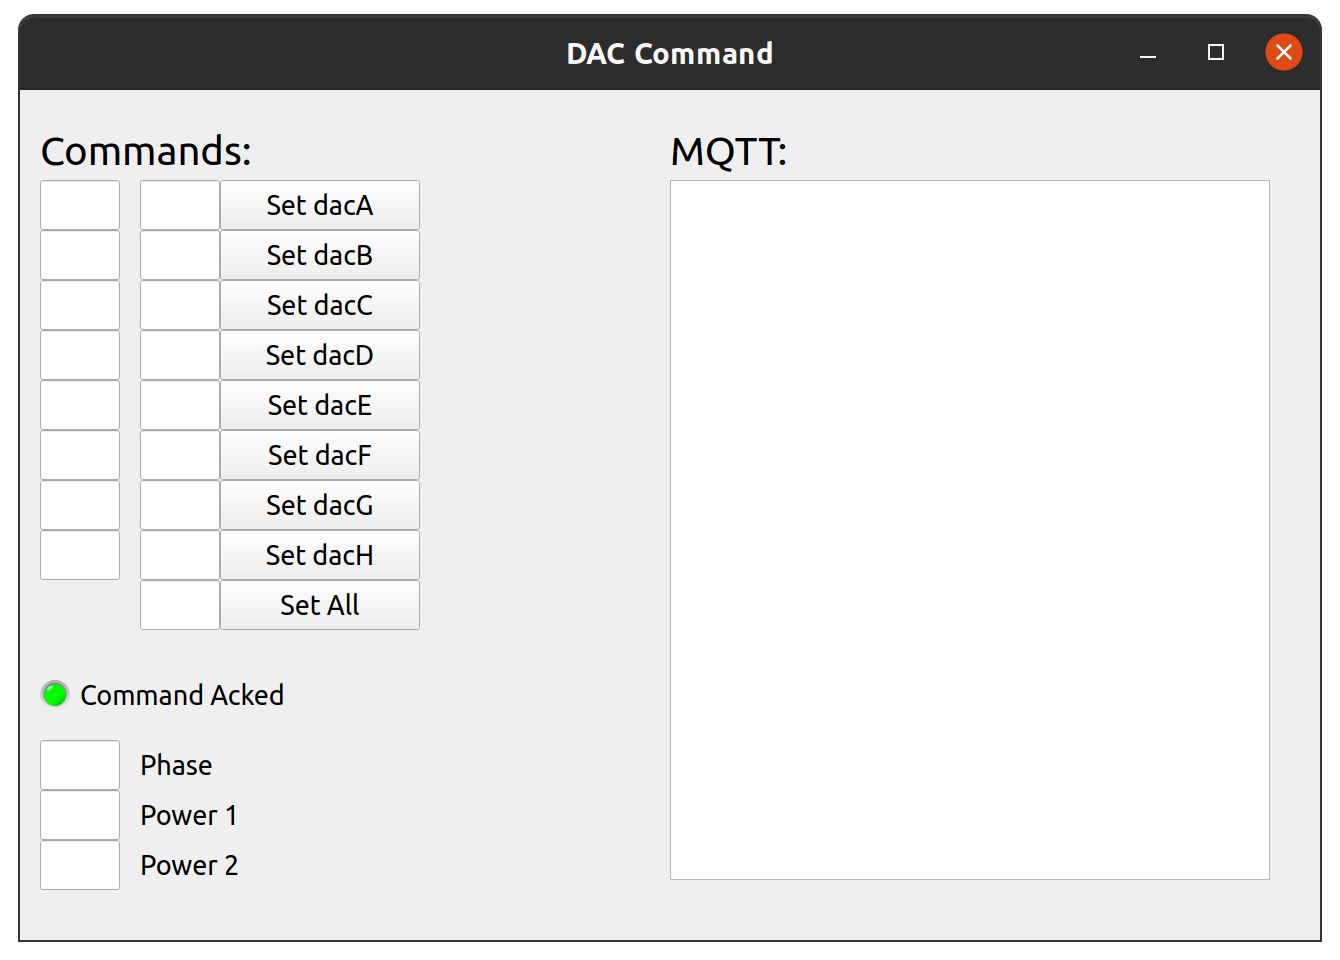 DAC Command
Commands:
MQTT:
Set dacA
Set dacB
Set dacC
Set dacD
Set dacE
Set dacF
Set dacG
Set dacH
Set All
Command Acked
Phase
Power 1
Power 2